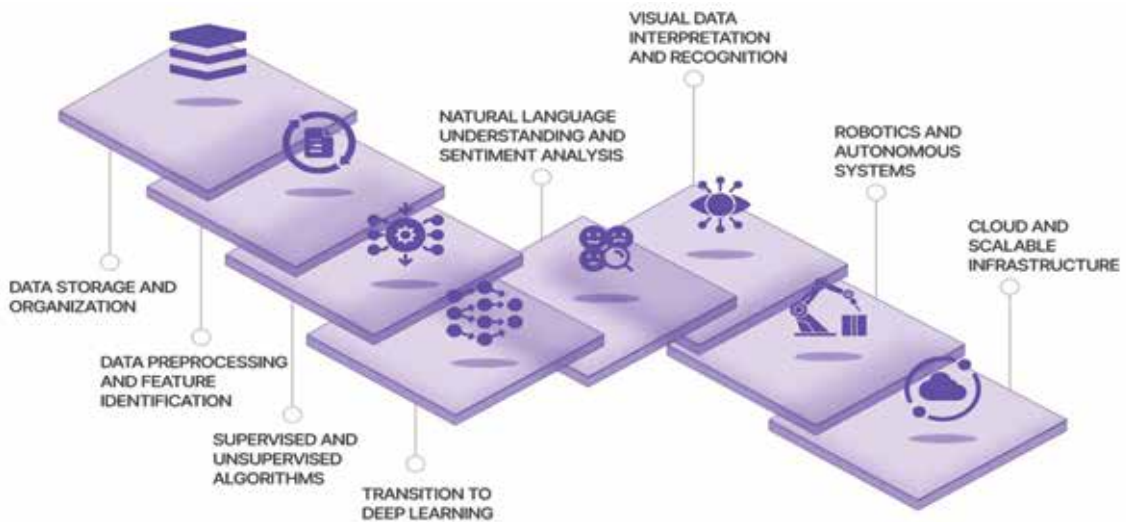 DATA STORAGE AND
ORGANIZATION
DATA PREPROCESSING
AND FEATURE
IDENTIFICATION
SUPERVISED AND
UNSUPERVISED
ALGORITHMS
TRANSITION TO
DEEP LEARNING
NATURAL LANGUAGE
UNDERSTANDING AND
SENTIMENT ANALYSIS
VISUAL DATA
INTERPRETATION
AND RECOGNITION
ROBOTICS AND
AUTONOMOUS
SYSTEMS
CLOUD AND
SCALABLE
INFRASTRUCTURE